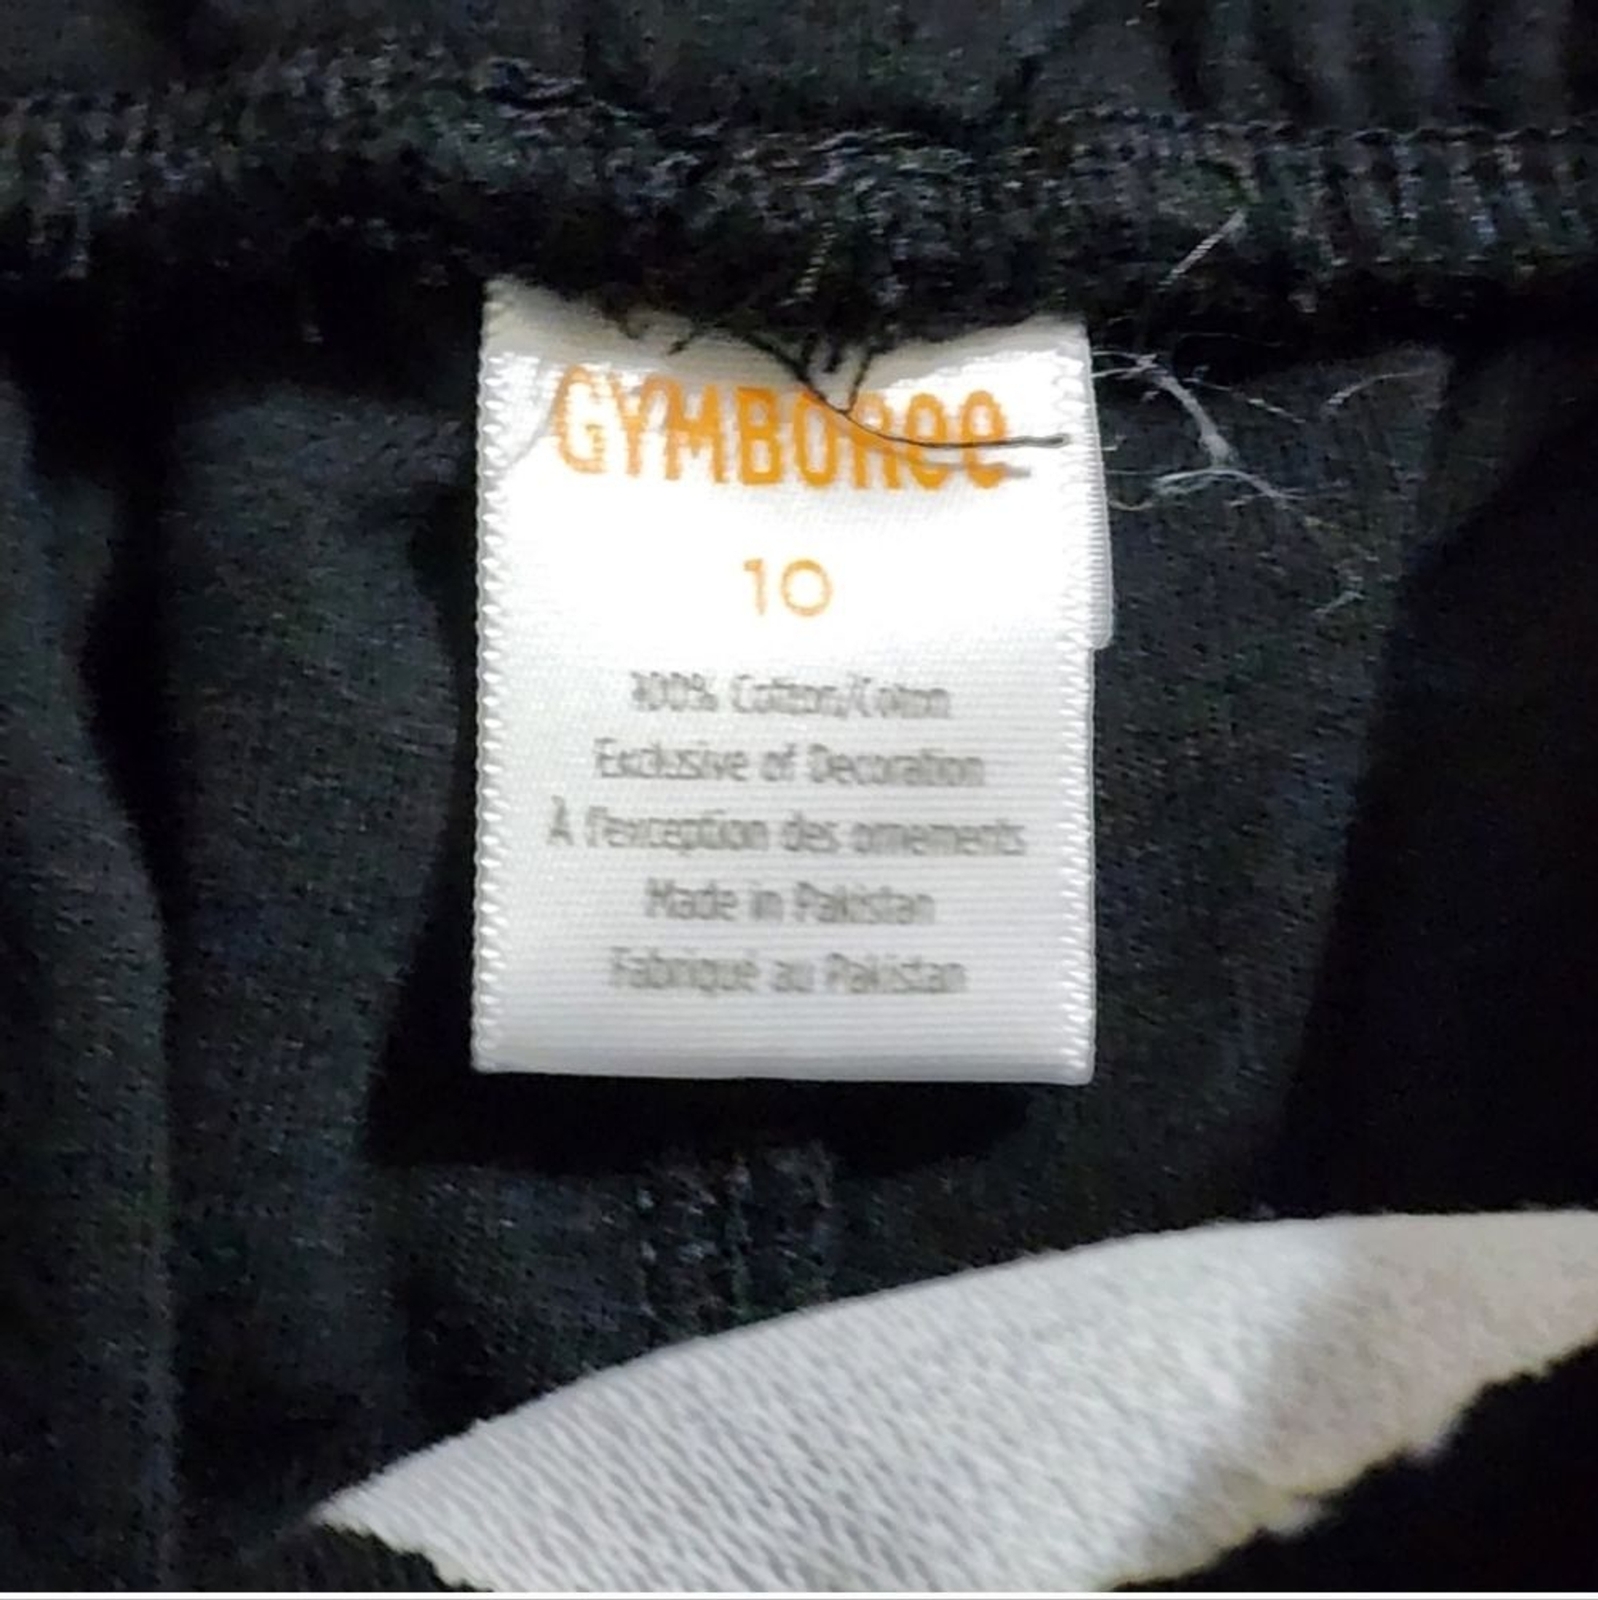 GYMBOREE
10
100% Cotton/Coton
Exclusive of Decoration
À l'exception des ornements
Made in Pakistan
Fabriqué au Pakistan